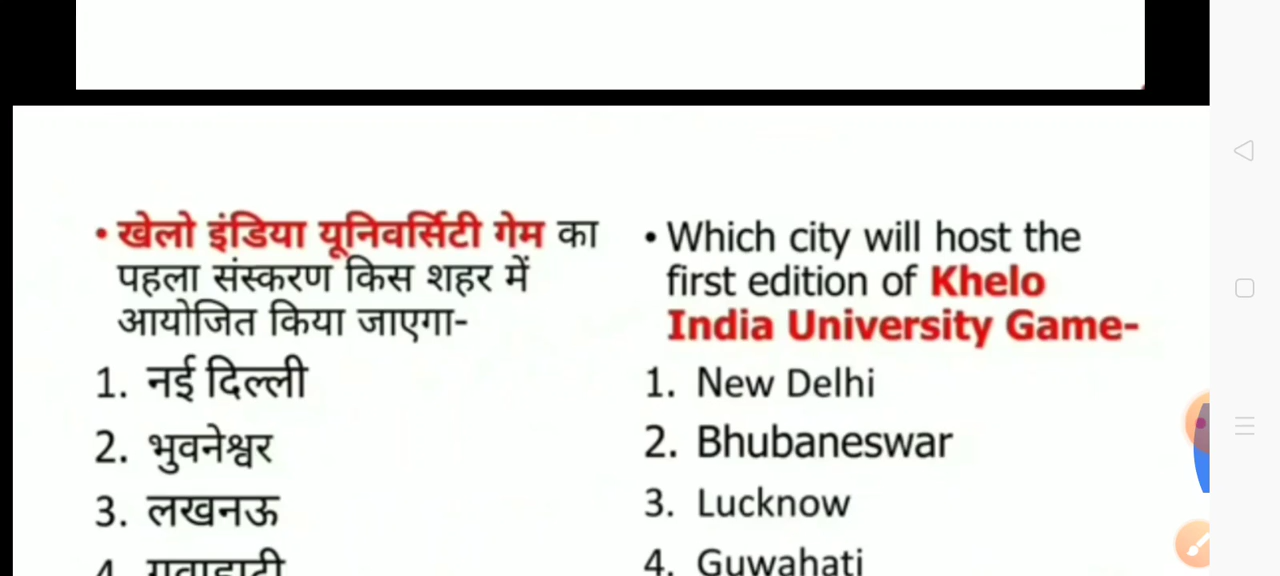 • खेलो इंडिया यूनिवर्सिटी गेम का
पहला संस्करण किस शहर में
आयोजित किया जाएगा-
1. नई दिल्ली
2. भुवनेश्वर
3. लखनऊ
4. गुवाहाटी
• Which city will host the
first edition of Khelo
India University Game-
1. New Delhi
2. Bhubaneswar
3. Lucknow
4. Guwahati